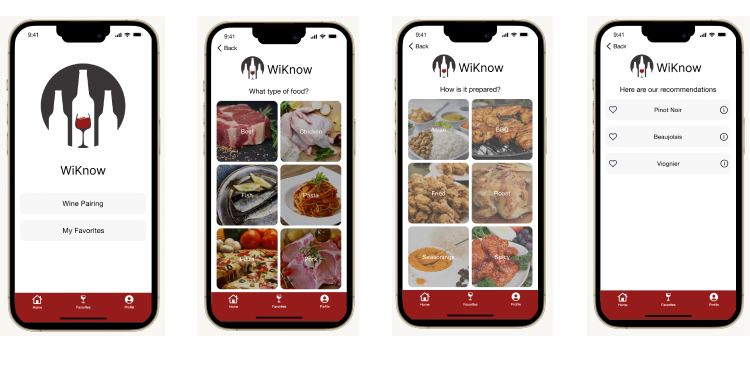 9:41
WiKnow
Wine Pairing
My Favorites
Home
Favorites
Profile
9:41
Back
WiKnow
What type of food?
Beef
Chicken
Fish
Pasta
Pizza
Pork
Home
Favorites
Profile
9:41
Back
WiKnow
How is it prepared?
Asian
BBQ
Fried
Roast
Seasonings
Spicy
Home
Favorites
Profile
9:41
Back
WiKnow
Here are our recommendations
Pinot Noir
Beaujolais
Viognier
Home
Favorites
Profile